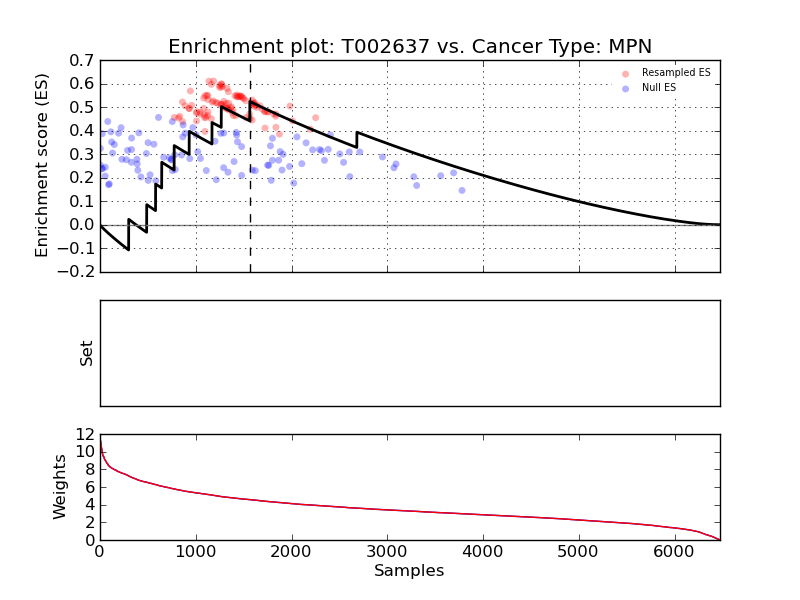 Enrichment plot: T002637 vs. Cancer Type: MPN
Enrichment score (ES)
0.7
0.6
0.5
0.4
0.3
0.2
0.1
0.0
−0.1
−0.2
Resampled ES
Null ES
Set
Weights
12
10
8
6
4
2
0
0 1000 2000 3000 4000 5000 6000
Samples